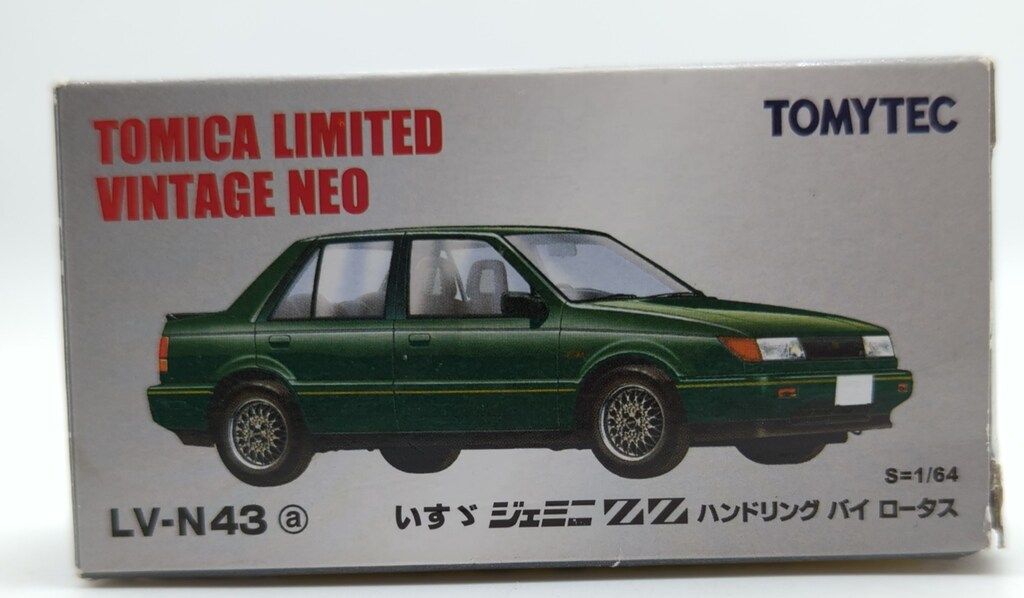 TOMICA LIMITED
VINTAGE NEO
TOMYTEC
S=1/64
LV-N43 ⓐ
いすゞ ジェミニ ZZ ハンドリング バイ ロータス